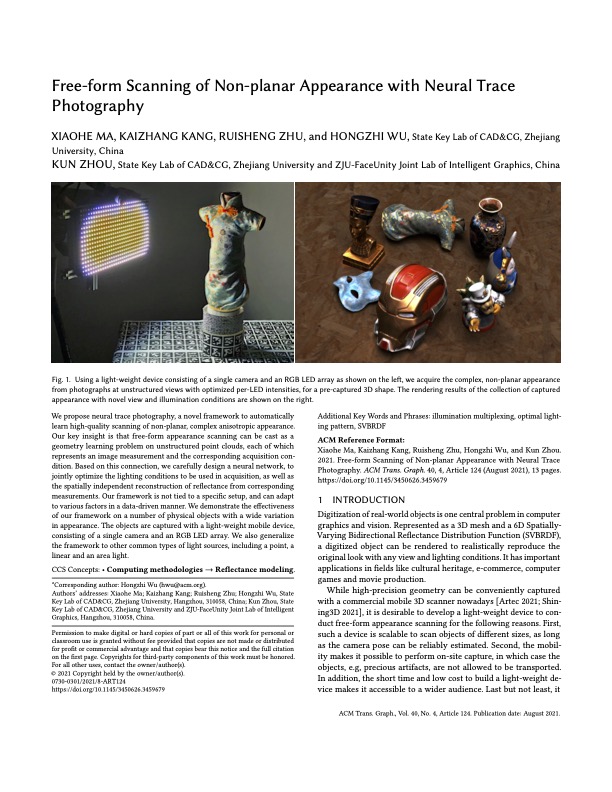 Free-form Scanning of Non-planar Appearance with Neural Trace
Photography
XIAOHE MA, KAIZHANG KANG, RUISHENG ZHU, and HONGZHI WU, State Key Lab of CAD&CG, Zhejiang
University, China
KUN ZHOU, State Key Lab of CAD&CG, Zhejiang University and ZJU-FaceUnity Joint Lab of Intelligent Graphics, China
Fig. 1. Using a light-weight device consisting of a single camera and an RGB LED array as shown on the left, we acquire the complex, non-planar appearance
from photographs at unstructured views with optimized per-LED intensities, for a pre-captured 3D shape. The rendering results of the collection of captured
appearance with novel view and illumination conditions are shown on the right.
We propose neural trace photography, a novel framework to automatically
learn high-quality scanning of non-planar, complex anisotropic appearance.
Our key insight is that free-form appearance scanning can be cast as a
geometry learning problem on unstructured point clouds, each of which
represents an image measurement and the corresponding acquisition con-
dition. Based on this connection, we carefully design a neural network, to
jointly optimize the lighting conditions to be used in acquisition, as well as
the spatially independent reconstruction of reflectance from corresponding
measurements. Our framework is not tied to a specific setup, and can adapt
to various factors in a data-driven manner. We demonstrate the effectiveness
of our framework on a number of physical objects with a wide variation
in appearance. The objects are captured with a light-weight mobile device,
consisting of a single camera and an RGB LED array. We also generalize
the framework to other common types of light sources, including a point, a
linear and an area light.
CCS Concepts: • Computing methodologies → Reflectance modeling.
*Corresponding author: Hongzhi Wu (hwu@acm.org).
Authors' addresses: Xiaohe Ma; Kaizhang Kang; Ruisheng Zhu; Hongzhi Wu, State
Key Lab of CAD&CG, Zhejiang University, Hangzhou, 310058, China; Kun Zhou, State
Key Lab of CAD&CG, Zhejiang University and ZJU-FaceUnity Joint Lab of Intelligent
Graphics, Hangzhou, 310058, China.
Permission to make digital or hard copies of part or all of this work for personal or
classroom use is granted without fee provided that copies are not made or distributed
for profit or commercial advantage and that copies bear this notice and the full citation
on the first page. Copyrights for third-party components of this work must be honored.
For all other uses, contact the owner/author(s).
© 2021 Copyright held by the owner/author(s).
0730-0301/2021/8-ART124
https://doi.org/10.1145/3450626.3459679
Additional Key Words and Phrases: illumination multiplexing, optimal light-
ing pattern, SVBRDF
ACM Reference Format:
Xiaohe Ma, Kaizhang Kang, Ruisheng Zhu, Hongzhi Wu, and Kun Zhou.
2021. Free-form Scanning of Non-planar Appearance with Neural Trace
Photography. ACM Trans. Graph. 40, 4, Article 124 (August 2021), 13 pages.
https://doi.org/10.1145/3450626.3459679
1 INTRODUCTION
Digitization of real-world objects is one central problem in computer
graphics and vision. Represented as a 3D mesh and a 6D Spatially-
Varying Bidirectional Reflectance Distribution Function (SVBRDF),
a digitized object can be rendered to realistically reproduce the
original look with any view and lighting conditions. It has important
applications in fields like cultural heritage, e-commerce, computer
games and movie production.
While high-precision geometry can be conveniently captured
with a commercial mobile 3D scanner nowadays [Artec 2021; Shin-
ing3D 2021], it is desirable to develop a light-weight device to con-
duct free-form appearance scanning for the following reasons. First,
such a device is scalable to scan objects of different sizes, as long
as the camera pose can be reliably estimated. Second, the mobil-
ity makes it possible to perform on-site capture, in which case the
objects, e.g, precious artifacts, are not allowed to be transported.
In addition, the short time and low cost to build a light-weight de-
vice makes it accessible to a wider audience. Last but not least, it
ACM Trans. Graph., Vol. 40, No. 4, Article 124. Publication date: August 2021.